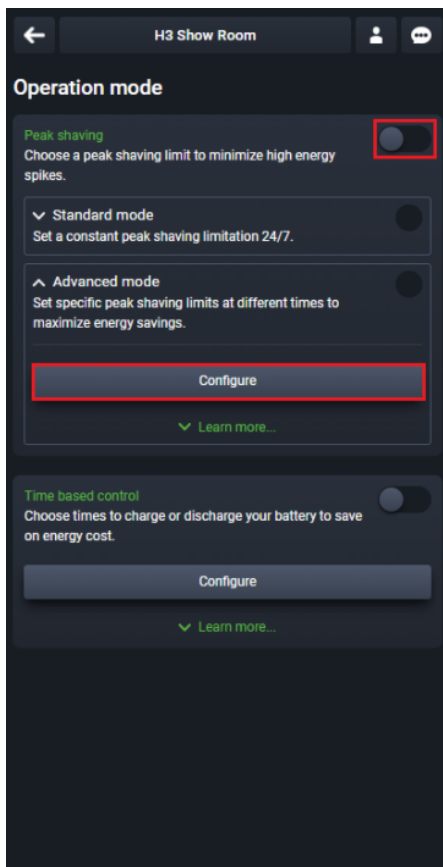 H3 Show Room
Operation mode
Peak shaving
Choose a peak shaving limit to minimize high energy
spikes.
Standard mode
Set a constant peak shaving limitation 24/7.
Advanced mode
Set specific peak shaving limits at different times to
maximize energy savings.
Configure
Learn more...
Time based control
Choose times to charge or discharge your battery to save
on energy cost.
Configure
Learn more...